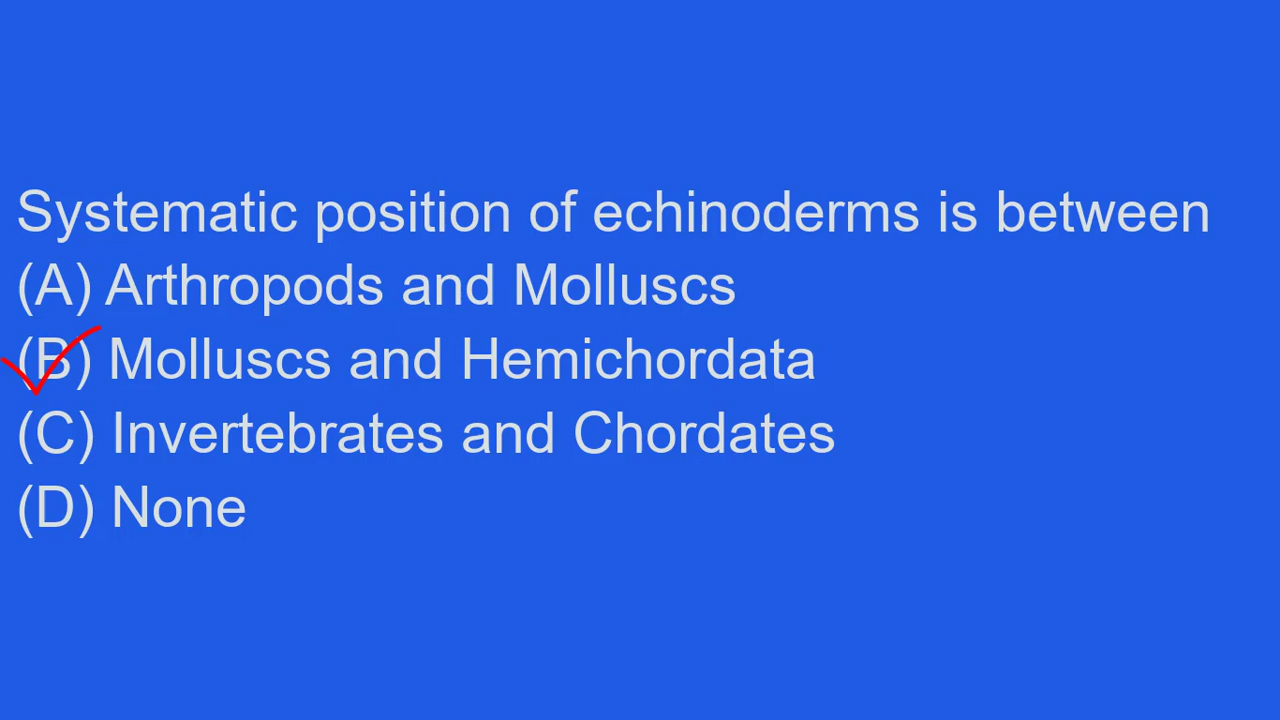 Systematic position of echinoderms is between
(A) Arthropods and Molluscs
(B) Molluscs and Hemichordata
(C) Invertebrates and Chordates
(D) None